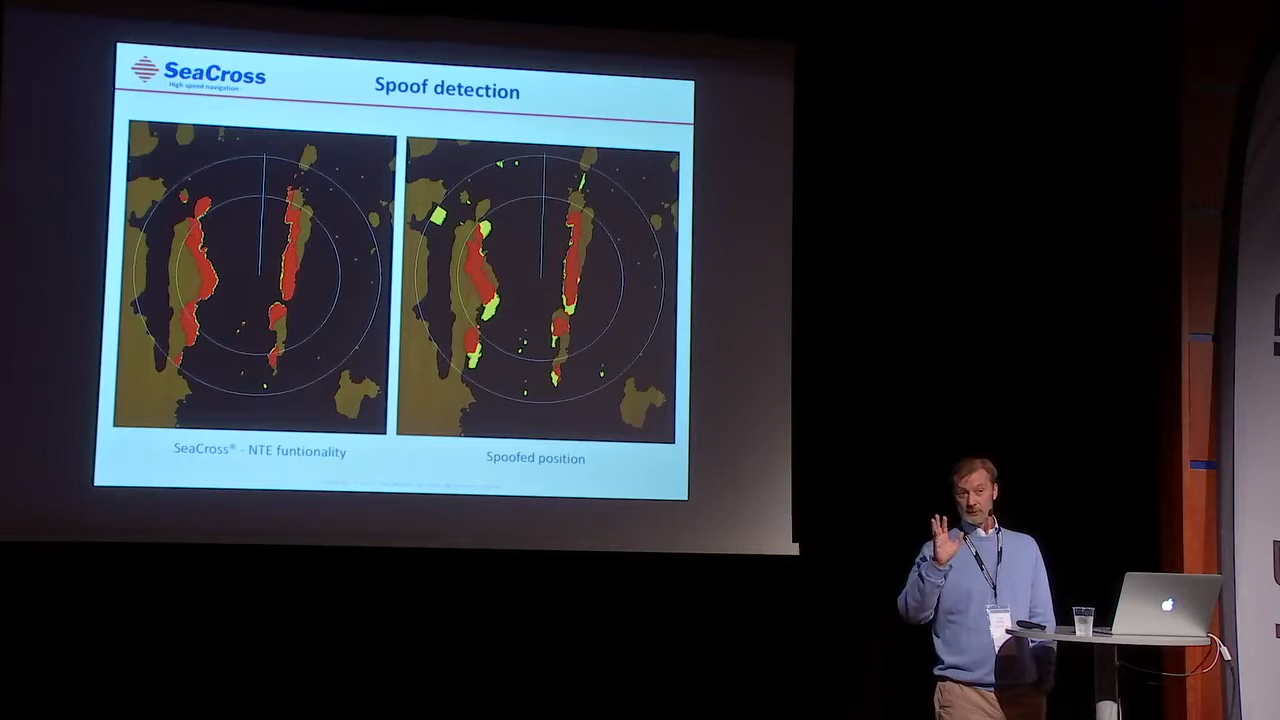 SeaCross
High speed navigation
Spoof detection
SeaCross® - NTE funtionality
Spoofed position